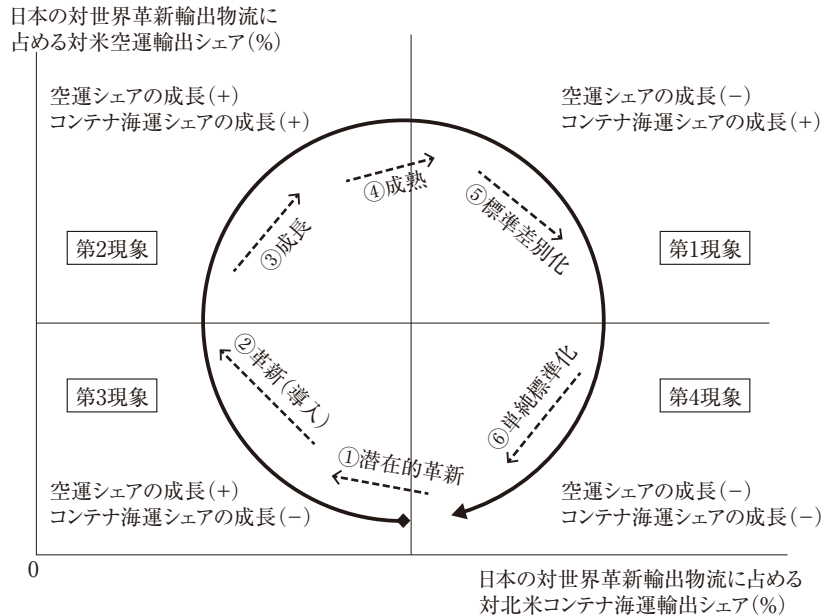 日本の対世界革新輸出物流に
占める対米空運輸出シェア(%)
空運シェアの成長(+)
コンテナ海運シェアの成長(+)
空運シェアの成長(−)
コンテナ海運シェアの成長(+)
④成熟
⑤標準差別化
③成長
第2現象
第1現象
②革新(導入)
第3現象
第4現象
⑥単純標準化
①潜在的革新
空運シェアの成長(+)
コンテナ海運シェアの成長(−)
空運シェアの成長(−)
コンテナ海運シェアの成長(−)
0
日本の対世界革新輸出物流に占める
対北米コンテナ海運輸出シェア(%)